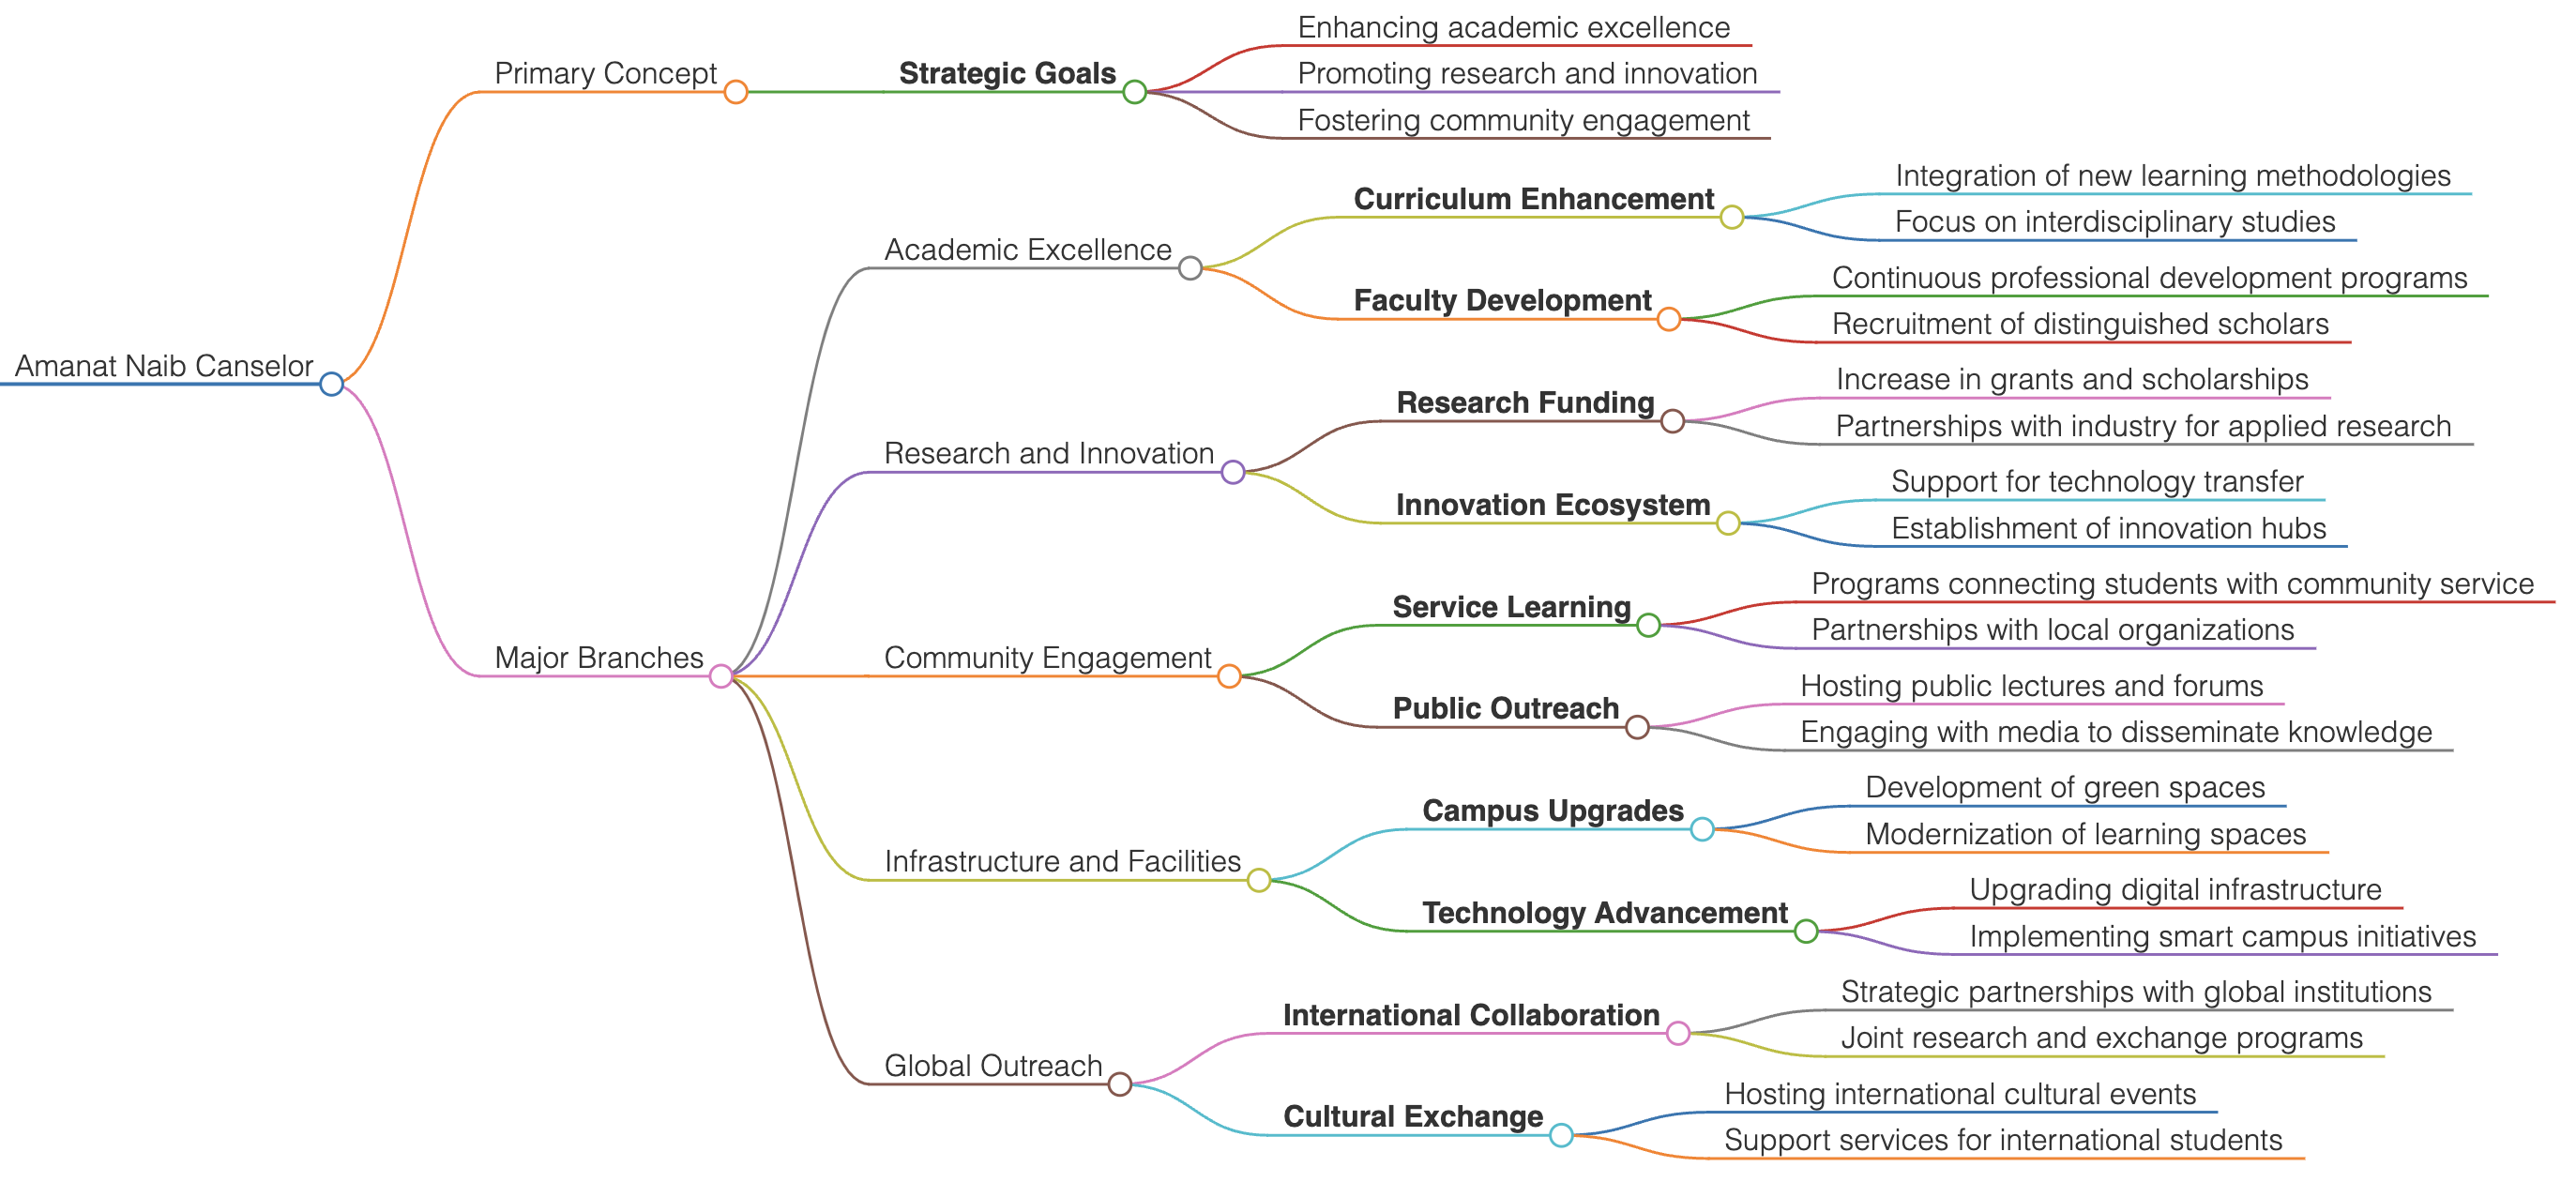 Amanat Naib Canselor
Primary Concept
Strategic Goals
Enhancing academic excellence
Promoting research and innovation
Fostering community engagement
Major Branches
Academic Excellence
Curriculum Enhancement
Integration of new learning methodologies
Focus on interdisciplinary studies
Faculty Development
Continuous professional development programs
Recruitment of distinguished scholars
Research and Innovation
Research Funding
Increase in grants and scholarships
Partnerships with industry for applied research
Innovation Ecosystem
Support for technology transfer
Establishment of innovation hubs
Community Engagement
Service Learning
Programs connecting students with community service
Partnerships with local organizations
Public Outreach
Hosting public lectures and forums
Engaging with media to disseminate knowledge
Infrastructure and Facilities
Campus Upgrades
Development of green spaces
Modernization of learning spaces
Technology Advancement
Upgrading digital infrastructure
Implementing smart campus initiatives
Global Outreach
International Collaboration
Strategic partnerships with global institutions
Joint research and exchange programs
Cultural Exchange
Hosting international cultural events
Support services for international students